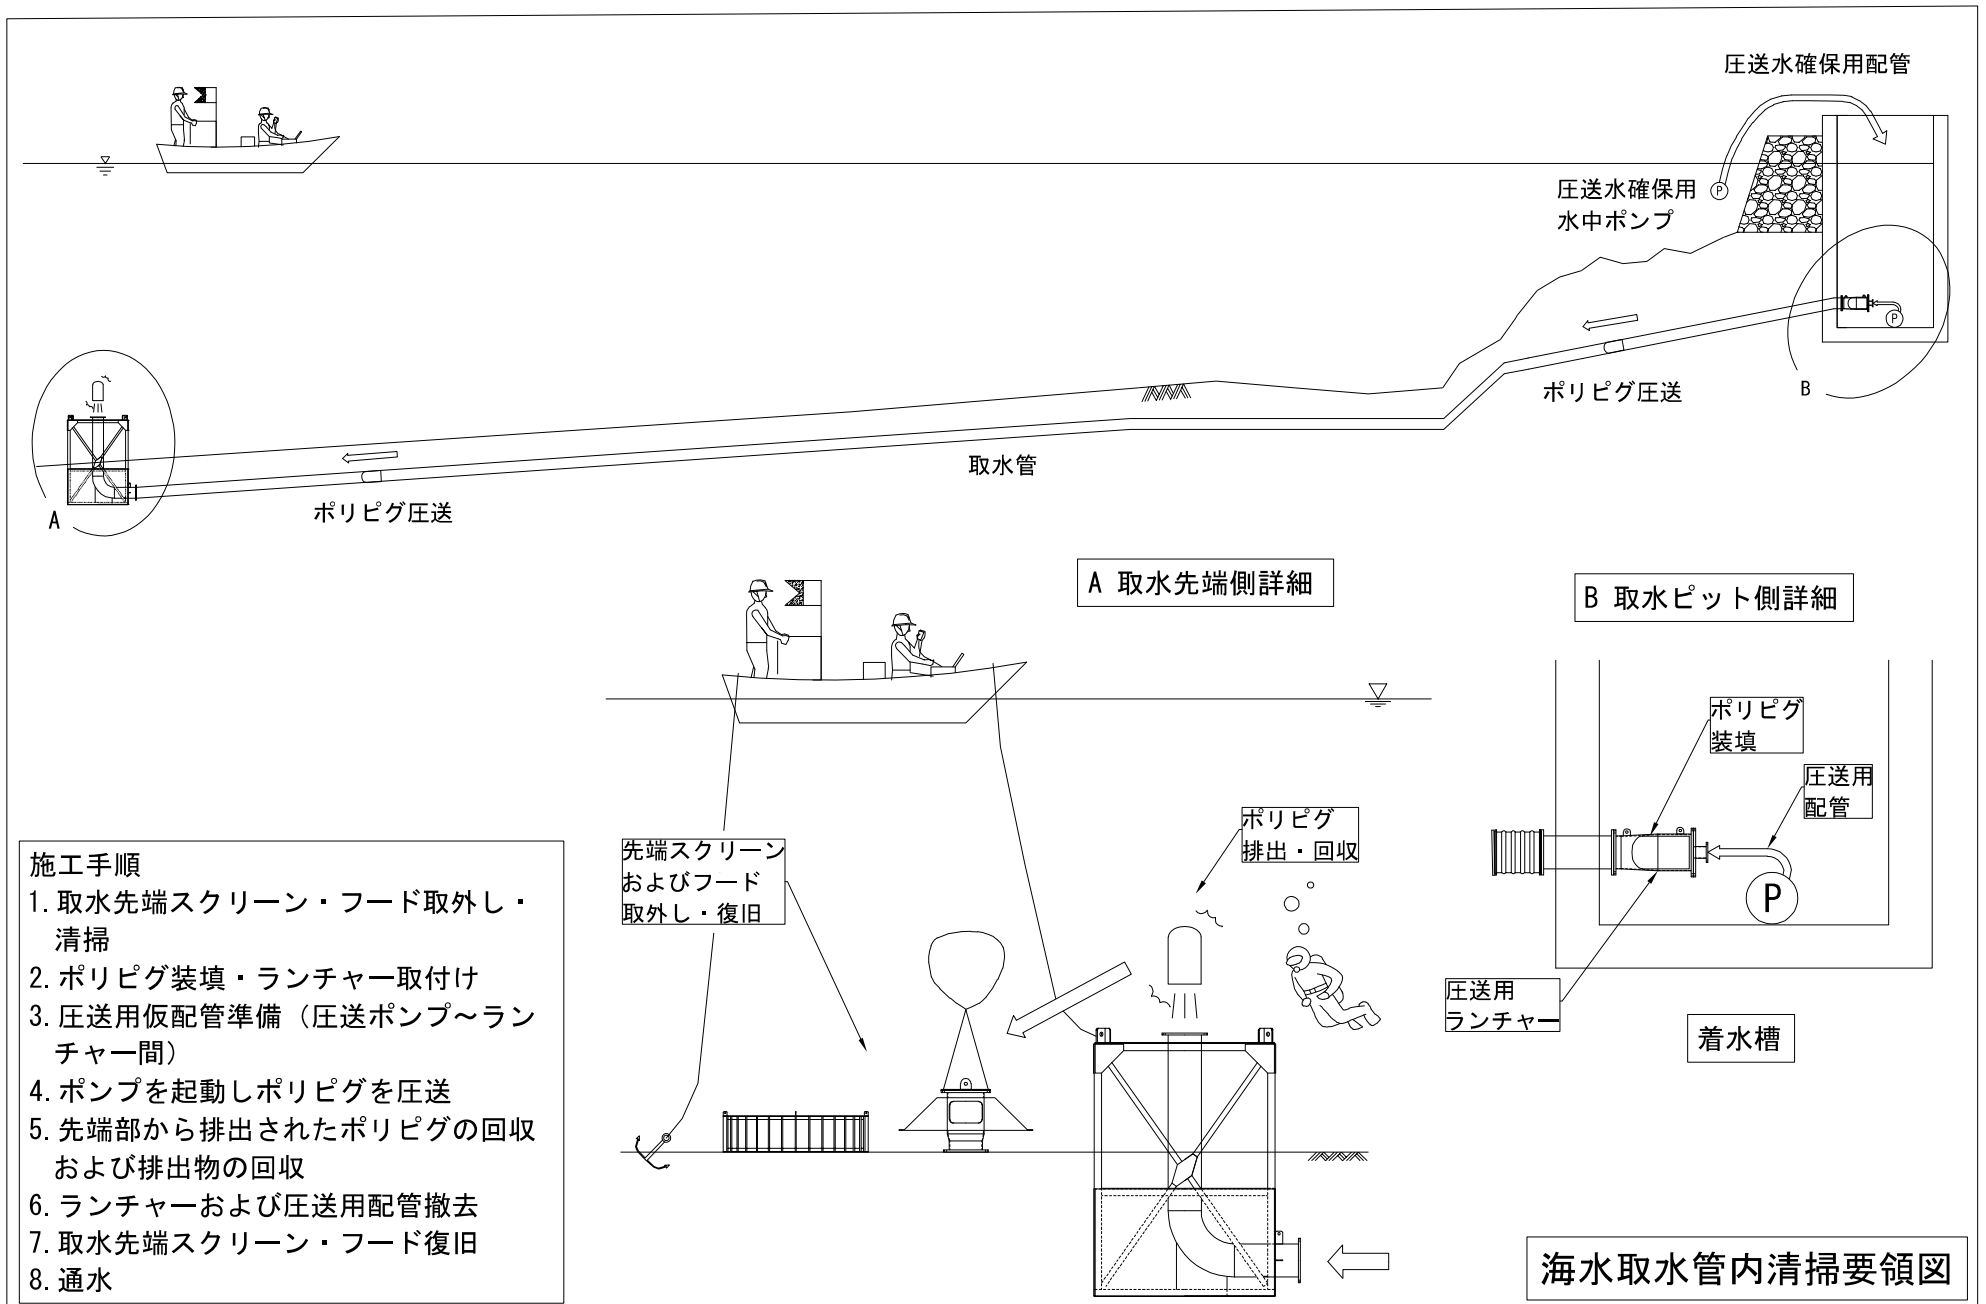 圧送水確保用配管
圧送水確保用
水中ポンプ
P
P
B
ポリピグ圧送
取水管
ポリピグ圧送
A
A 取水先端側詳細
B 取水ピット側詳細
ポリピグ
装填
圧送用
配管
P
圧送用
ランチャー
着水槽
ポリピグ
排出・回収
先端スクリーン
およびフード
取外し・復旧
施工手順
1. 取水先端スクリーン・フード取外し・
清掃
2. ポリピグ装填・ランチャー取付け
3. 圧送用仮配管準備（圧送ポンプ～ラン
チャー間）
4. ポンプを起動しポリピグを圧送
5. 先端部から排出されたポリピグの回収
および排出物の回収
6. ランチャーおよび圧送用配管撤去
7. 取水先端スクリーン・フード復旧
8. 通水
海水取水管内清掃要領図